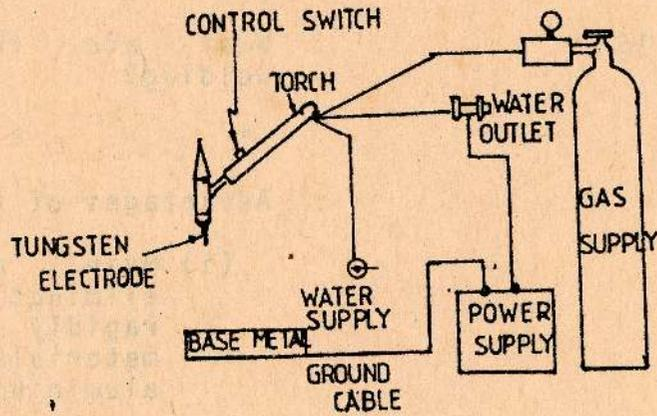 CONTROL SWITCH
TORCH
WATER
OUTLET
GAS
SUPPLY
TUNGSTEN
ELECTRODE
WATER
SUPPLY
POWER
SUPPLY
BASE METAL
GROUND
CABLE